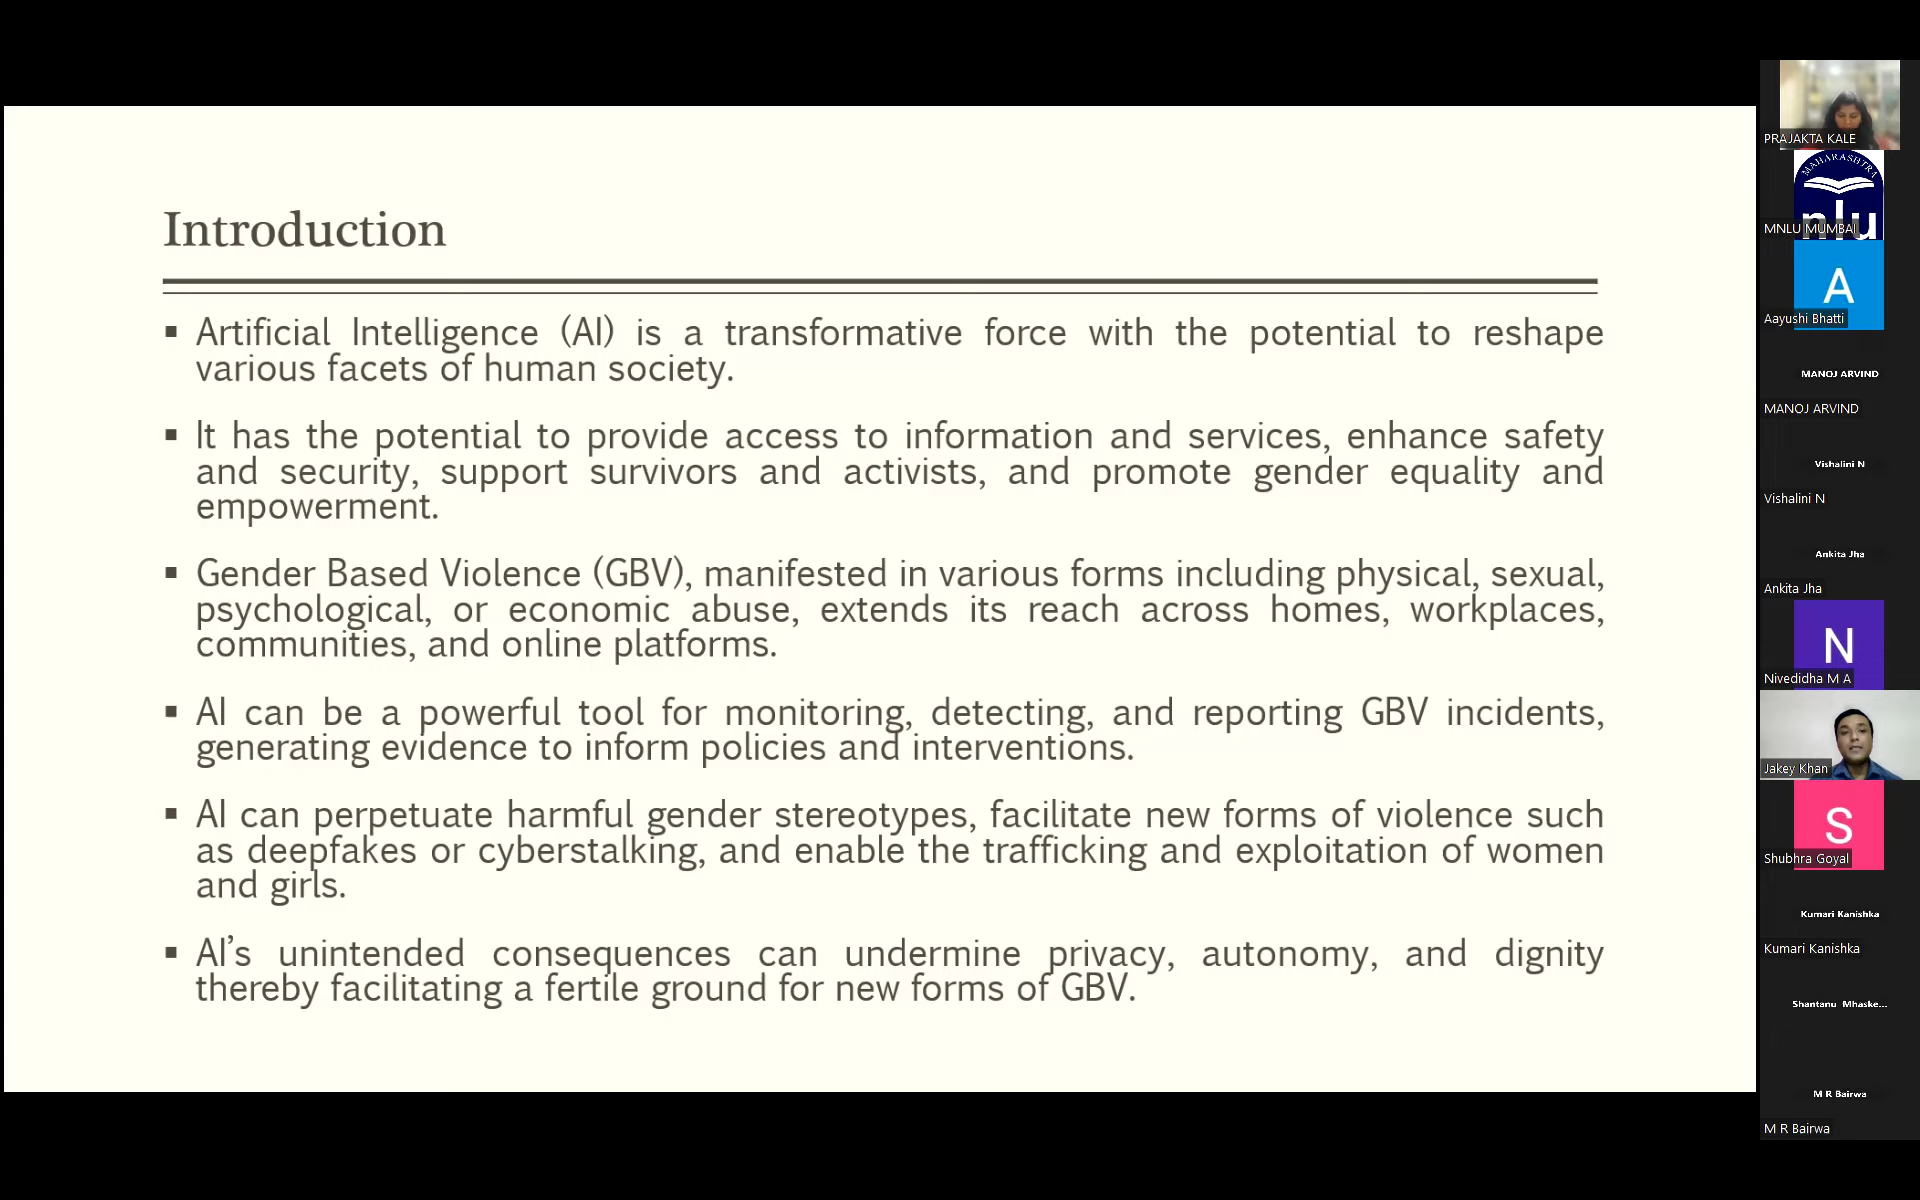 Introduction
▪ Artificial Intelligence (AI) is a transformative force with the potential to reshape
various facets of human society.
▪ It has the potential to provide access to information and services, enhance safety
and security, support survivors and activists, and promote gender equality and
empowerment.
▪ Gender Based Violence (GBV), manifested in various forms including physical, sexual,
psychological, or economic abuse, extends its reach across homes, workplaces,
communities, and online platforms.
▪ AI can be a powerful tool for monitoring, detecting, and reporting GBV incidents,
generating evidence to inform policies and interventions.
▪ AI can perpetuate harmful gender stereotypes, facilitate new forms of violence such
as deepfakes or cyberstalking, and enable the trafficking and exploitation of women
and girls.
▪ AI’s unintended consequences can undermine privacy, autonomy, and dignity
thereby facilitating a fertile ground for new forms of GBV.
PRAJAKTA KALE
MAHARASHTRA
nlu
MNLU MUMBAI
A
Aayushi Bhatti
MANOJ ARVIND
MANOJ ARVIND
Vishalini N
Vishalini N
Ankita Jha
Ankita Jha
N
Nivedidha M A
Jakey Khan
S
Shubhra Goyal
Kumari Kanishka
Kumari Kanishka
Shantanu Mhaske...
M R Bairwa
M R Bairwa